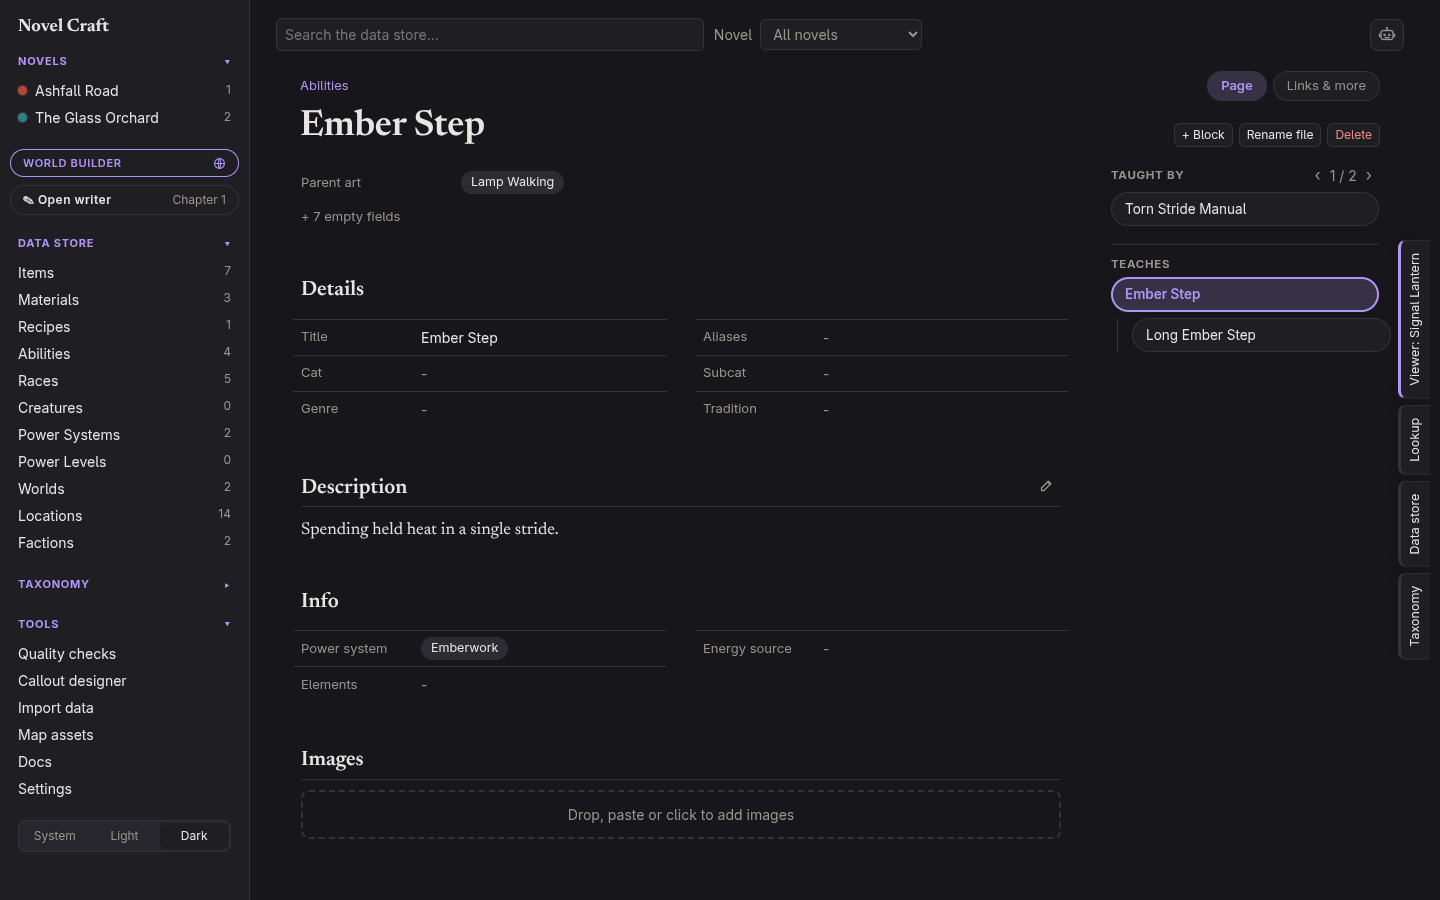 Novel Craft
NOVELS
Ashfall Road 1
The Glass Orchard 2
WORLD BUILDER
Open writer Chapter 1
DATA STORE
Items 7
Materials 3
Recipes 1
Abilities 4
Races 5
Creatures 0
Power Systems 2
Power Levels 0
Worlds 2
Locations 14
Factions 2
TAXONOMY
TOOLS
Quality checks
Callout designer
Import data
Map assets
Docs
Settings
System Light Dark
Search the data store... Novel All novels
Abilities
Ember Step
Page Links & more
+ Block Rename file Delete
Parent art Lamp Walking
+ 7 empty fields
Details
Title Ember Step Aliases -
Cat - Subcat -
Genre - Tradition -
Description
Spending held heat in a single stride.
Info
Power system Emberwork Energy source -
Elements -
Images
Drop, paste or click to add images
TAUGHT BY ‹ 1 / 2 ›
Torn Stride Manual
TEACHES
Ember Step
Long Ember Step
Viewer: Signal Lantern
Lookup
Data store
Taxonomy